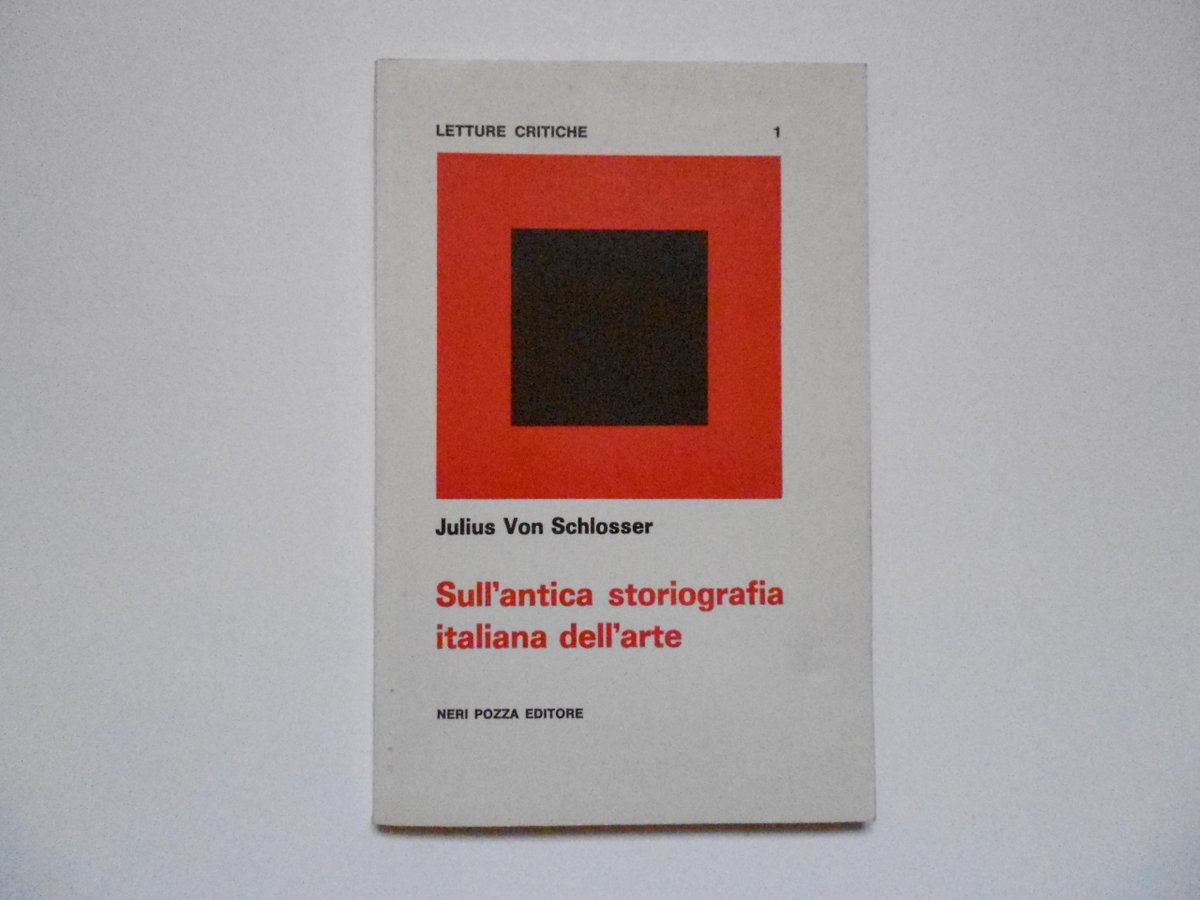 LETTURE CRITICHE 1
Julius Von Schlosser
Sull'antica storiografia
italiana dell'arte
NERI POZZA EDITORE